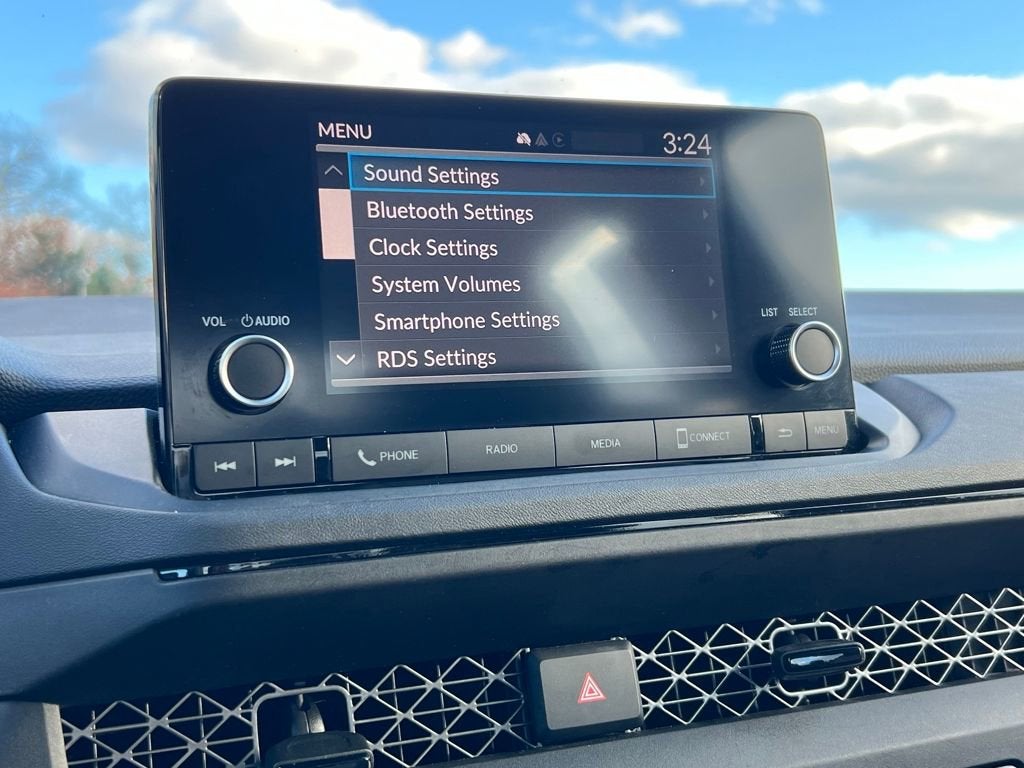 MENU 3:24
Sound Settings
Bluetooth Settings
Clock Settings
System Volumes
Smartphone Settings
RDS Settings
VOL AUDIO
LIST SELECT
PHONE RADIO MEDIA CONNECT MENU